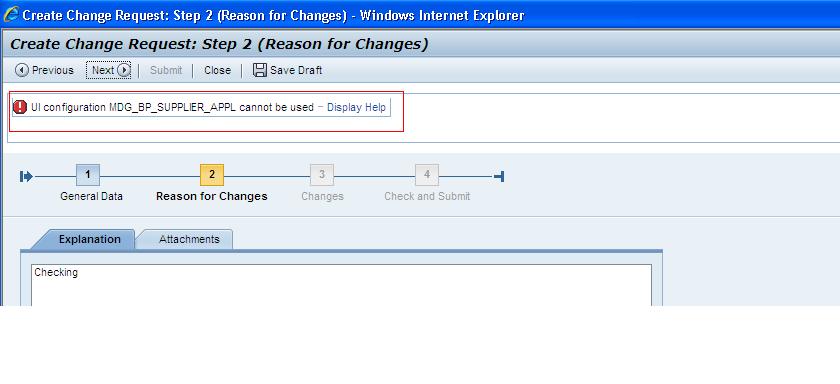 Create Change Request: Step 2 (Reason for Changes) - Windows Internet Explorer
Create Change Request: Step 2 (Reason for Changes)
Previous Next Submit Close Save Draft
UI configuration MDG_BP_SUPPLIER_APPL cannot be used – Display Help
1 2 3 4
General Data Reason for Changes Changes Check and Submit
Explanation Attachments
Checking